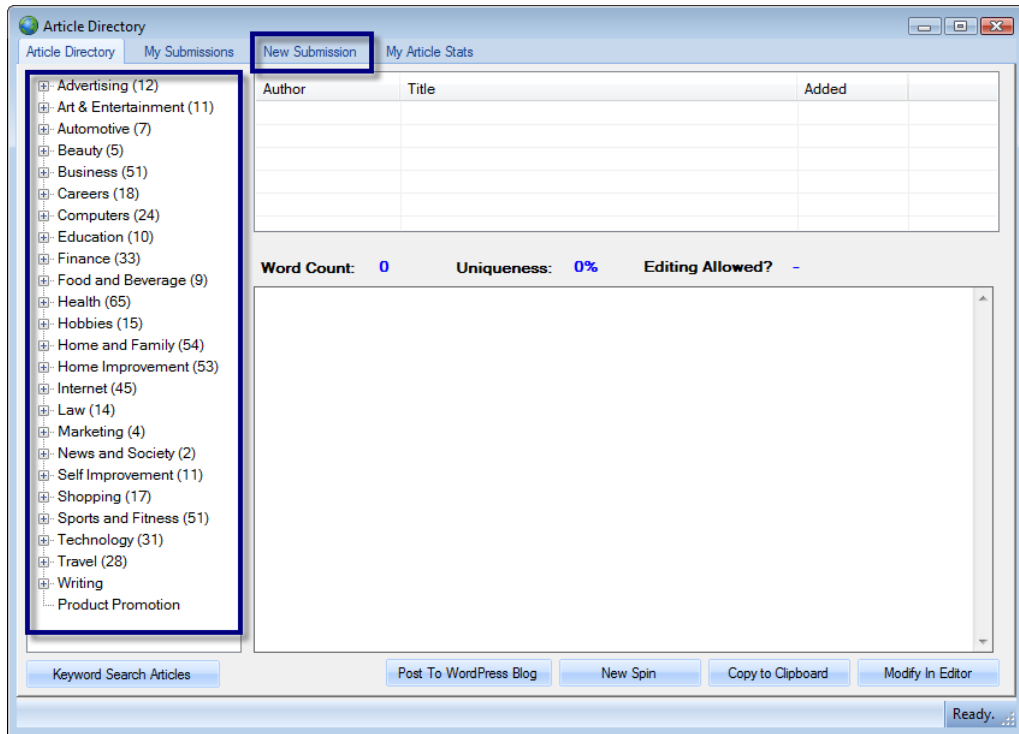 Article Directory
Article Directory My Submissions New Submission My Article Stats
Advertising (12)
Art & Entertainment (11)
Automotive (7)
Beauty (5)
Business (51)
Careers (18)
Computers (24)
Education (10)
Finance (33)
Food and Beverage (9)
Health (65)
Hobbies (15)
Home and Family (54)
Home Improvement (53)
Internet (45)
Law (14)
Marketing (4)
News and Society (2)
Self Improvement (11)
Shopping (17)
Sports and Fitness (51)
Technology (31)
Travel (28)
Writing
Product Promotion
Author Title Added
Word Count: 0 Uniqueness: 0% Editing Allowed? -
Keyword Search Articles Post To WordPress Blog New Spin Copy to Clipboard Modify In Editor
Ready.